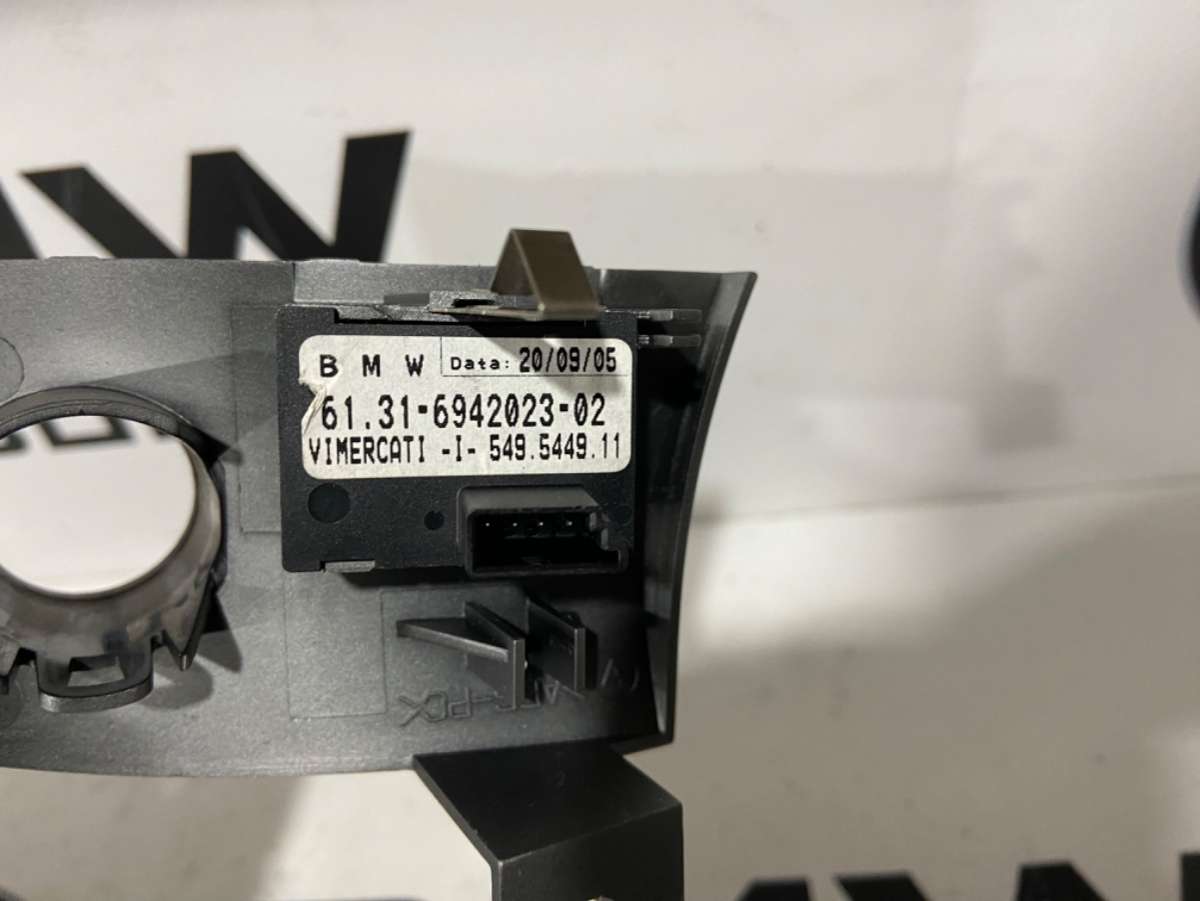 B M W Data: 20/09/05
61.31-6942023-02
VIMERCATI -I- 549.5449.11